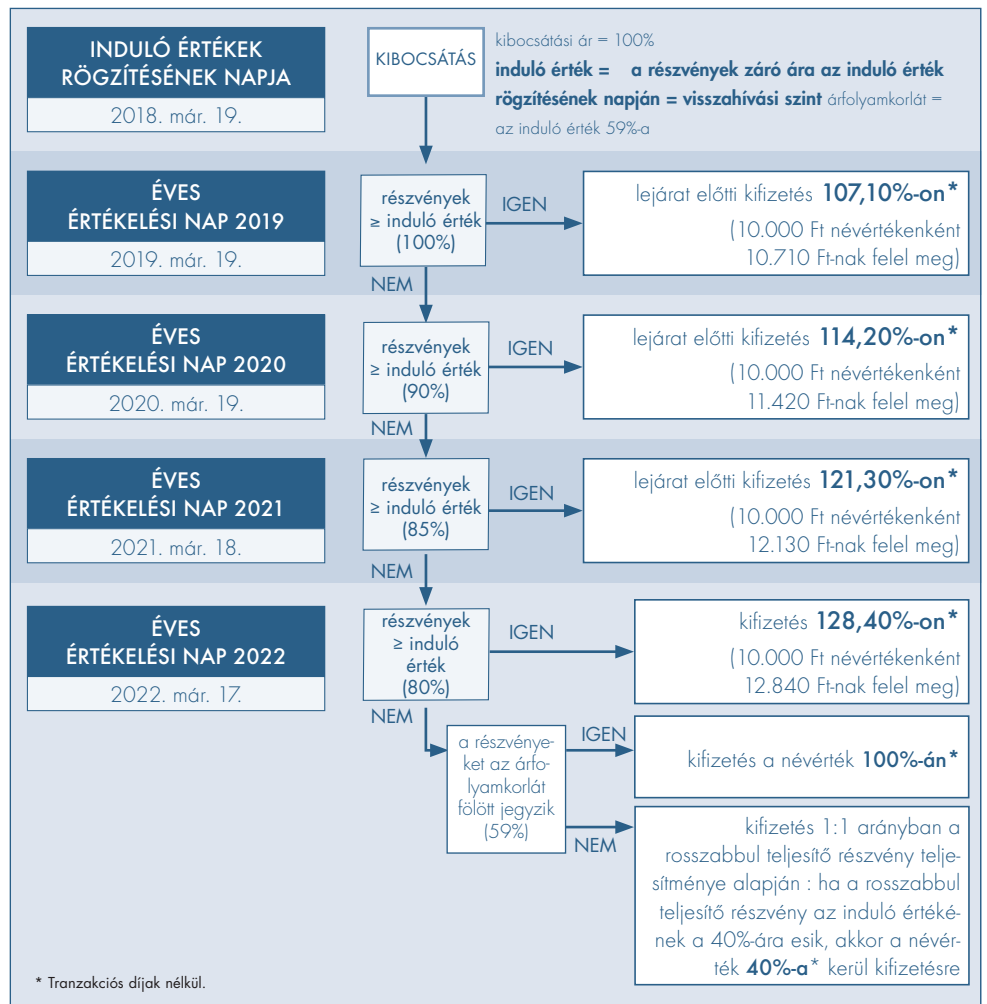 INDULÓ ÉRTÉKEK
RÖGZÍTÉSÉNEK NAPJA
2018. már. 19.
KIBOCSÁTÁS
kibocsátási ár = 100%
induló érték = a részvények záró ára az induló érték
rögzítésének napján = visszahívási szint árfolyamkorlát =
az induló érték 59%-a
ÉVES
ÉRTÉKELÉSI NAP 2019
2019. már. 19.
részvények
≥ induló érték
(100%)
IGEN
lejárat előtti kifizetés 107,10%-on*
(10.000 Ft névértékenként
10.710 Ft-nak felel meg)
NEM
ÉVES
ÉRTÉKELÉSI NAP 2020
2020. már. 19.
részvények
≥ induló érték
(90%)
IGEN
lejárat előtti kifizetés 114,20%-on*
(10.000 Ft névértékenként
11.420 Ft-nak felel meg)
NEM
ÉVES
ÉRTÉKELÉSI NAP 2021
2021. már. 18.
részvények
≥ induló érték
(85%)
IGEN
lejárat előtti kifizetés 121,30%-on*
(10.000 Ft névértékenként
12.130 Ft-nak felel meg)
NEM
ÉVES
ÉRTÉKELÉSI NAP 2022
2022. már. 17.
részvények
≥ induló
érték
(80%)
IGEN
kifizetés 128,40%-on*
(10.000 Ft névértékenként
12.840 Ft-nak felel meg)
NEM
a részvénye-
ket az árfo-
lyamkorlát
fölött jegyzik
(59%)
IGEN
kifizetés a névérték 100%-án*
NEM
kifizetés 1:1 arányban a
rosszabbul teljesítő részvény telje-
sítménye alapján : ha a rosszabbul
teljesítő részvény az induló értéké-
nek a 40%-ára esik, akkor a névér-
ték 40%-a* kerül kifizetésre
* Tranzakciós díjak nélkül.